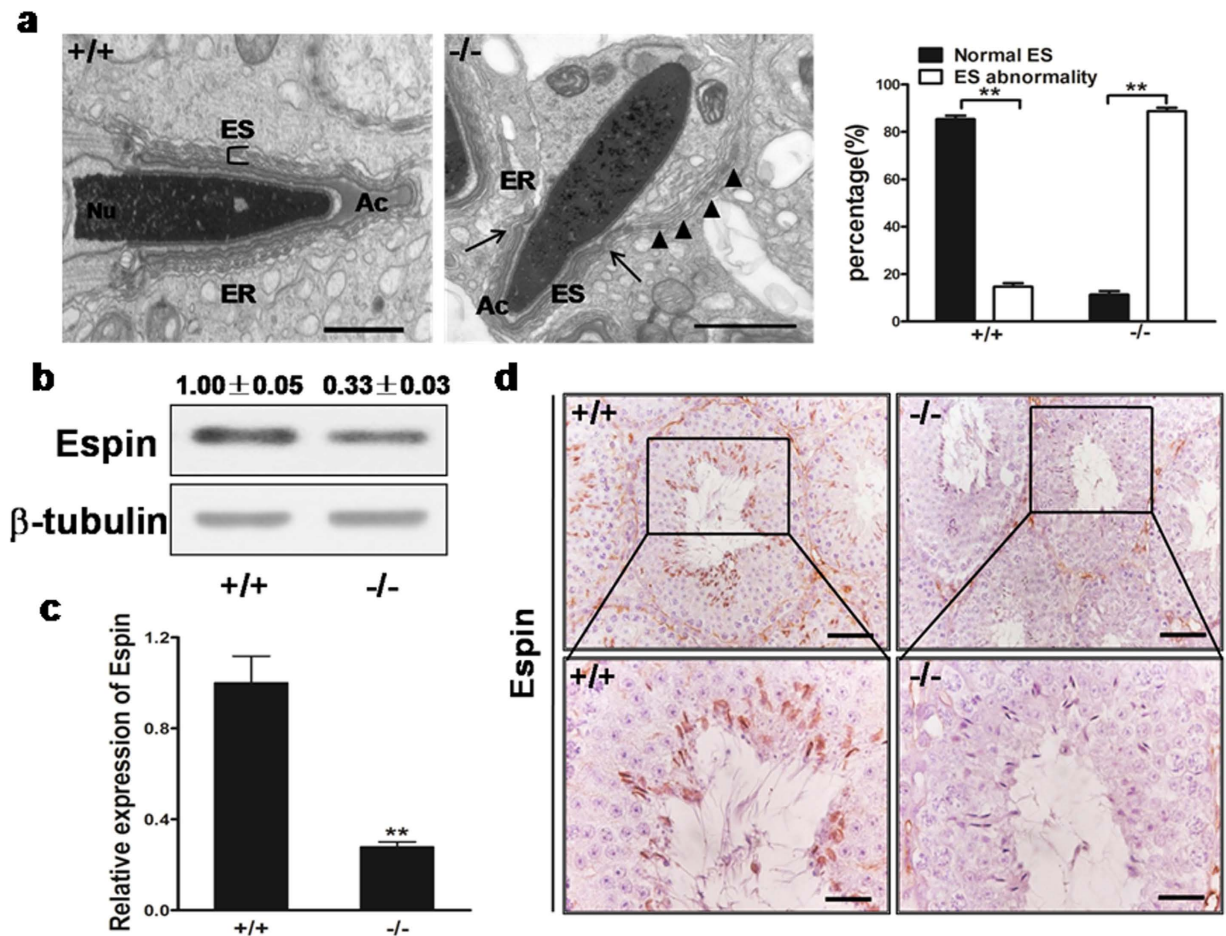 a
+/+
ES
Nu
Ac
ER
-/-
ER
Ac
ES
Normal ES
ES abnormality
percentage(%)
100
80
60
40
20
0
**
**
+/+
-/-
b
1.00±0.05 0.33±0.03
Espin
β-tubulin
+/+
-/-
c
Relative expression of Espin
1.2
0.8
0.4
0.0
**
+/+
-/-
d
Espin
+/+
-/-
+/+
-/-